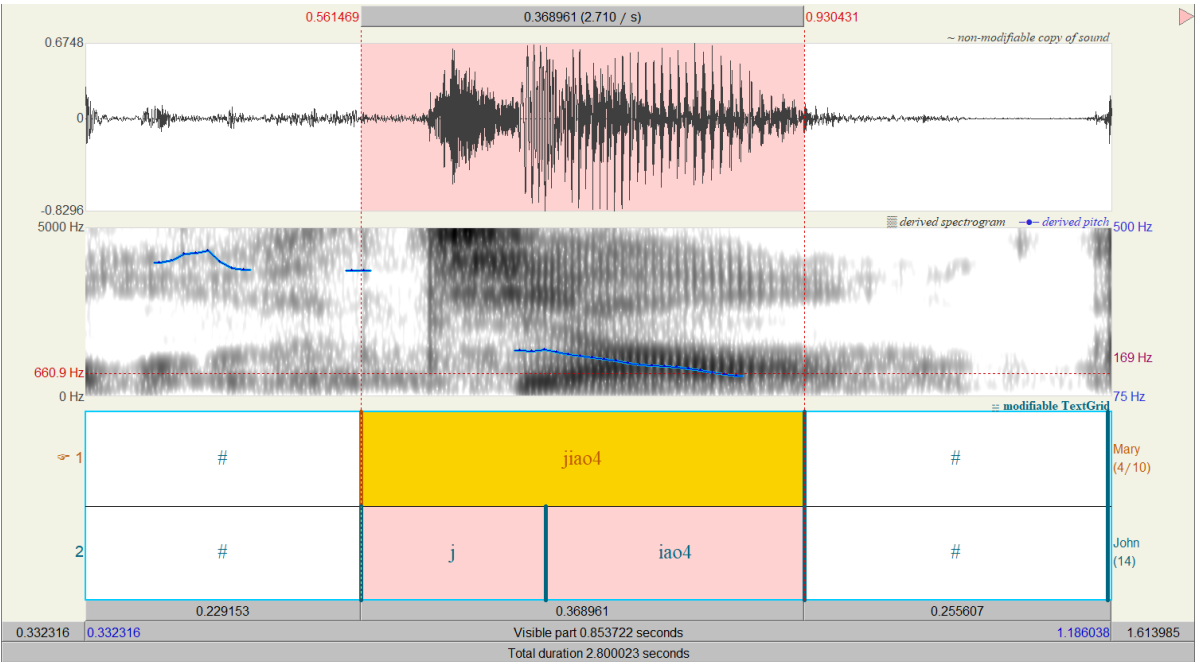 0.561469 0.368961 (2.710 / s) 0.930431
0.6748 ~ non-modifiable copy of sound
0
-0.8296
5000 Hz derived spectrogram derived pitch 500 Hz
169 Hz
660.9 Hz
0 Hz 75 Hz
modifiable TextGrid
1 # jiao4 # Mary
(4/10)
2 # j iao4 # John
(14)
0.229153 0.368961 0.255607
0.332316 0.332316 Visible part 0.853722 seconds 1.186038 1.613985
Total duration 2.800023 seconds